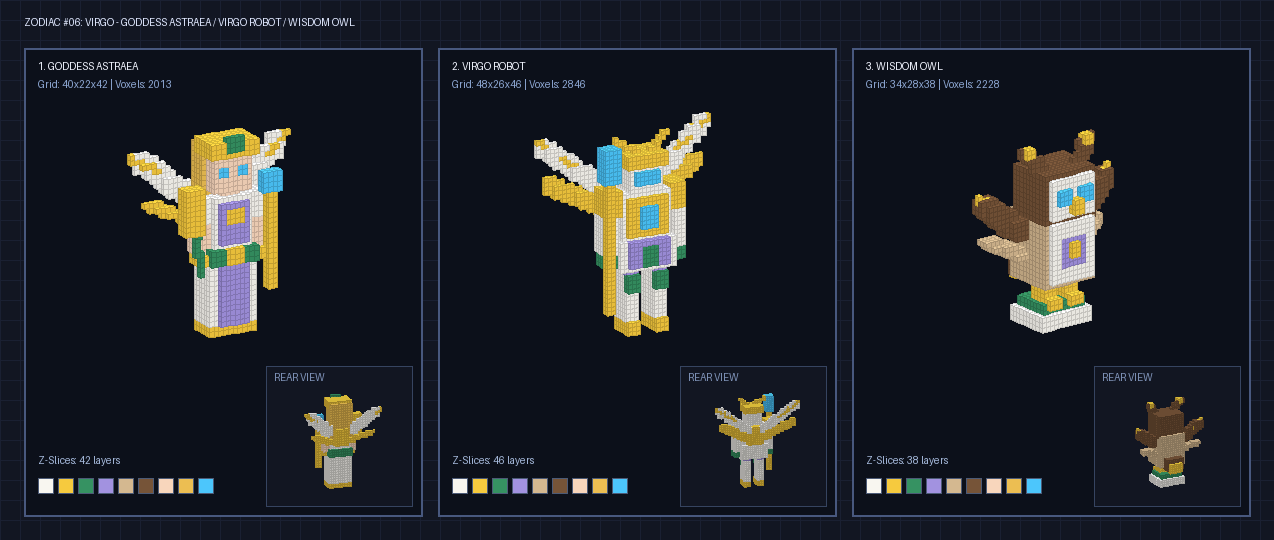 ZODIAC #06: VIRGO - GODDESS ASTRAEA / VIRGO ROBOT / WISDOM OWL
1. GODDESS ASTRAEA
Grid: 40x22x42 | Voxels: 2013
REAR VIEW
Z-Slices: 42 layers
2. VIRGO ROBOT
Grid: 48x26x46 | Voxels: 2846
REAR VIEW
Z-Slices: 46 layers
3. WISDOM OWL
Grid: 34x28x38 | Voxels: 2228
REAR VIEW
Z-Slices: 38 layers